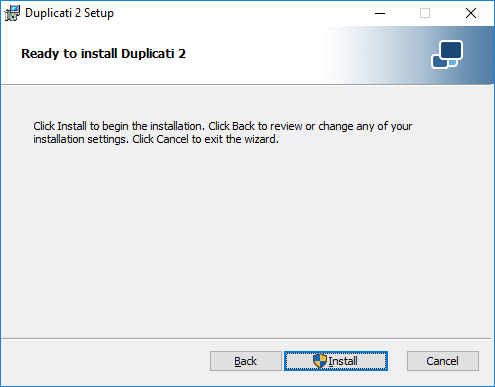 Duplicati 2 Setup
Ready to install Duplicati 2
Click Install to begin the installation. Click Back to review or change any of your
installation settings. Click Cancel to exit the wizard.
Back Install Cancel